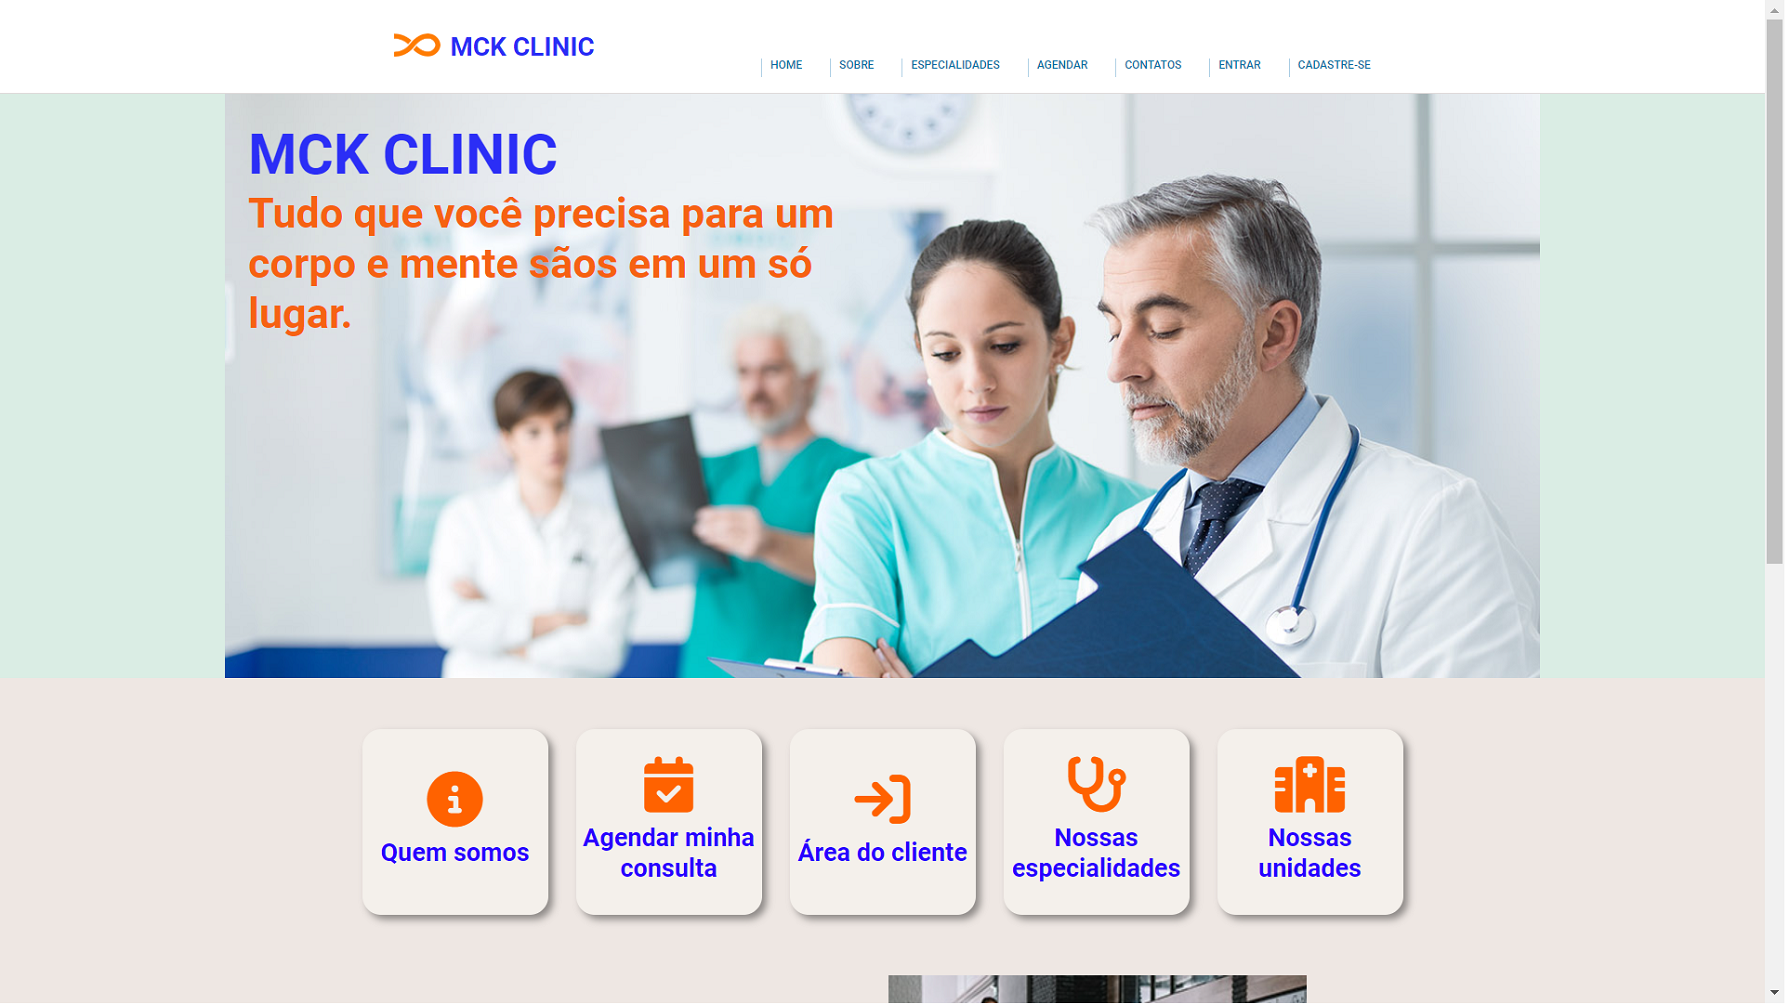 MCK CLINIC
HOME
SOBRE
ESPECIALIDADES
AGENDAR
CONTATOS
ENTRAR
CADASTRE-SE
MCK CLINIC
Tudo que você precisa para um
corpo e mente sãos em um só
lugar.
Quem somos
Agendar minha
consulta
Área do cliente
Nossas
especialidades
Nossas
unidades